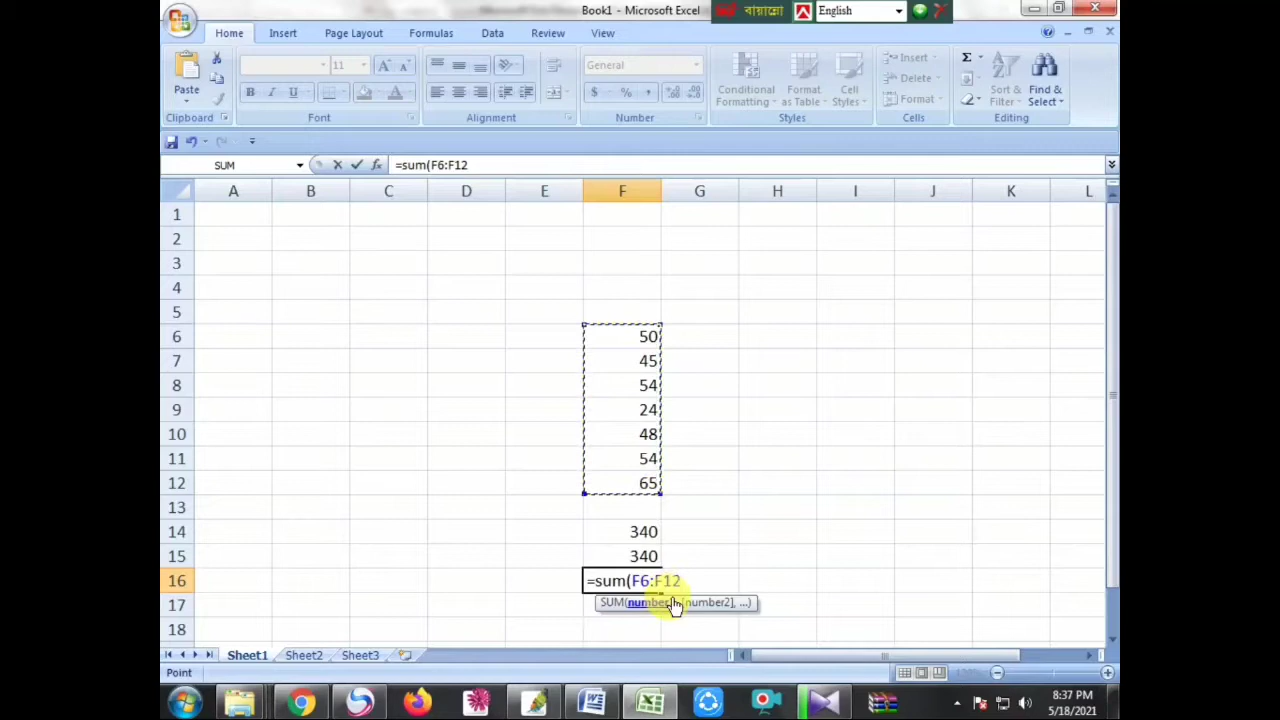 Book1 - Microsoft Excel
বায়ান্নো English
Home Insert Page Layout Formulas Data Review View
Paste
11
General
Conditional Formatting
Format as Table
Cell Styles
Insert
Delete
Format
Σ
Sort & Filter
Find & Select
B I U
$ % ,
Clipboard Font Alignment Number Styles Cells Editing
SUM fx =sum(F6:F12
A B C D E F G H I J K L
1
2
3
4
5
6 50
7 45
8 54
9 24
10 48
11 54
12 65
13
14 340
15 340
16 =sum(F6:F12
SUM(number1, [number2], ...)
17
18
Sheet1 Sheet2 Sheet3
Point
8:37 PM
5/18/2021